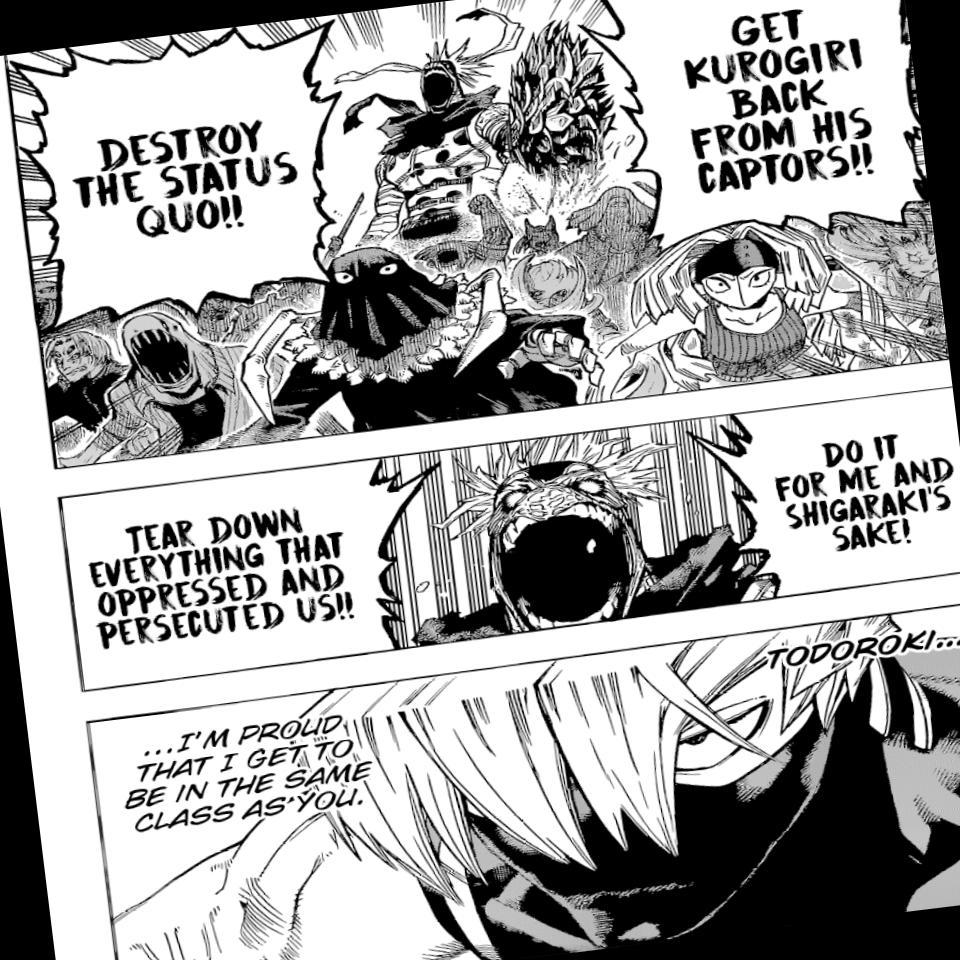 GET
KUROGIRI
BACK
FROM HIS
CAPTORS!!
DESTROY
THE STATUS
QUO!!
DO IT
FOR ME AND
SHIGARAKI'S
SAKE!
TEAR DOWN
EVERYTHING THAT
OPPRESSED AND
PERSECUTED US!!
TODOROKI...
...I'M PROUD
THAT I GET TO
BE IN THE SAME
CLASS AS YOU.